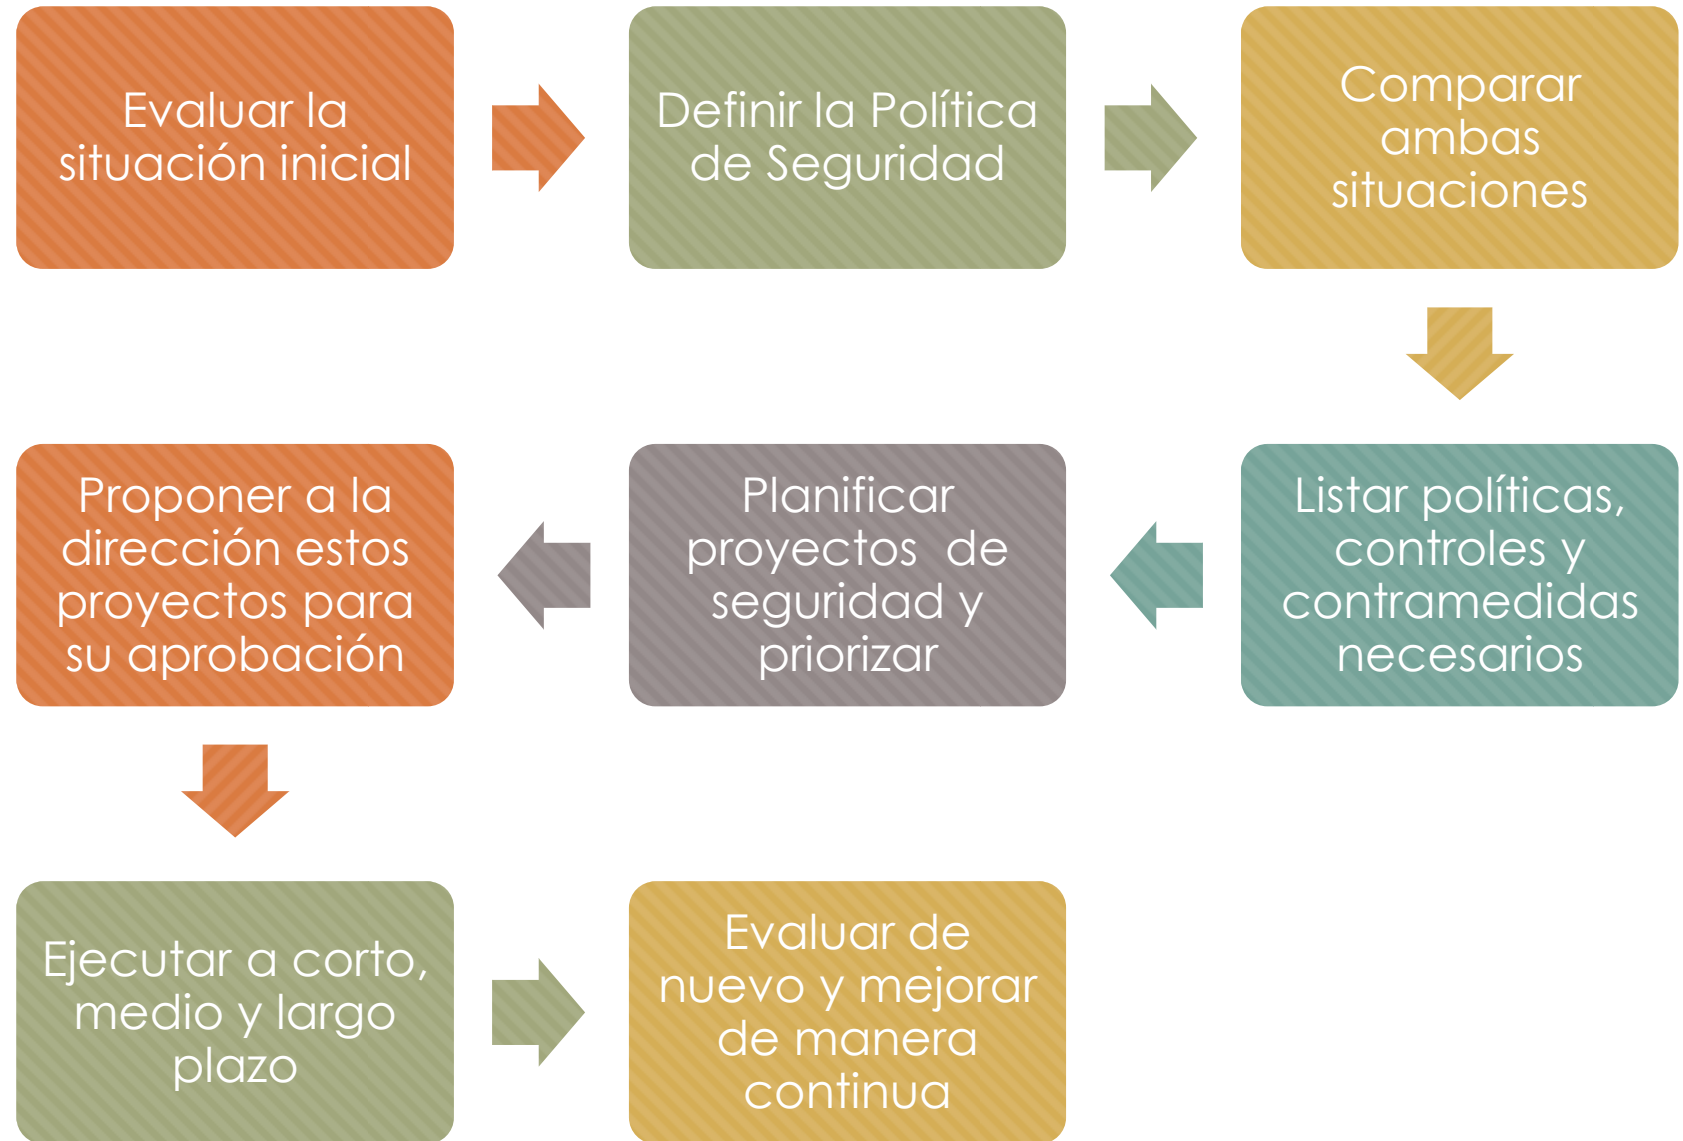 Evaluar la
situación inicial
Definir la Política
de Seguridad
Comparar
ambas
situaciones
Listar políticas,
controles y
contramedidas
necesarios
Planificar
proyectos  de
seguridad y
priorizar
Proponer a la
dirección estos
proyectos para
su aprobación
Ejecutar a corto,
medio y largo
plazo
Evaluar de
nuevo y mejorar
de manera
continua